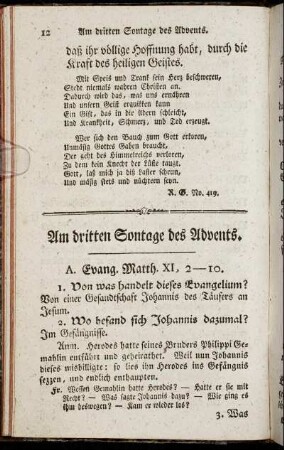 12 Am dritten Sontage des Advents.
daß ihr völlige Hoffnung habt, durch die
Kraft des heiligen Geistes.
Mit Speis und Trank sein Herz beschweren,
Steht niemals wahren Christen an.
Dadurch wird das, was uns ernähren
Und unsern Geist erquikken kann
Ein Gift, das in die Adern schleicht,
Und Krankheit, Schmerz, und Tod erzeugt.
Wer sich den Bauch zum Gott erkoren,
Unmäßig Gottes Gaben braucht.
Der geht des Himmelreichs verloren,
Zu dem kein Knecht der Lüste taugt.
Gott, laß mich ja dis Laster scheun,
Und mäßig stets und nüchtern seyn.
N. G. No. 419.
Am dritten Sontage des Advents.
A. Evang. Matth. XI, 2—10.
1. Von was handelt dieses Evangelium?
Von einer Gesandtschaft Johannis des Täufers an
Jesum.
2. Wo befand sich Johannis dazumal?
Im Gefängnisse.
Anm. Herodes hatte seines Bruders Philippi Ge-
mahlin entführt und geheirathet. Weil nun Johannis
dieses misbilligte: so lies ihn Herodes ins Gefängnis
sezzen, und endlich enthaupten.
Fr. Wessen Gemahlin hatte Herodes? — Hatte er sie mit
Recht? — Was sagte Johannis dazu? — Wie ging es
ihm deswegen? — Kam er wieder los?
3. Was